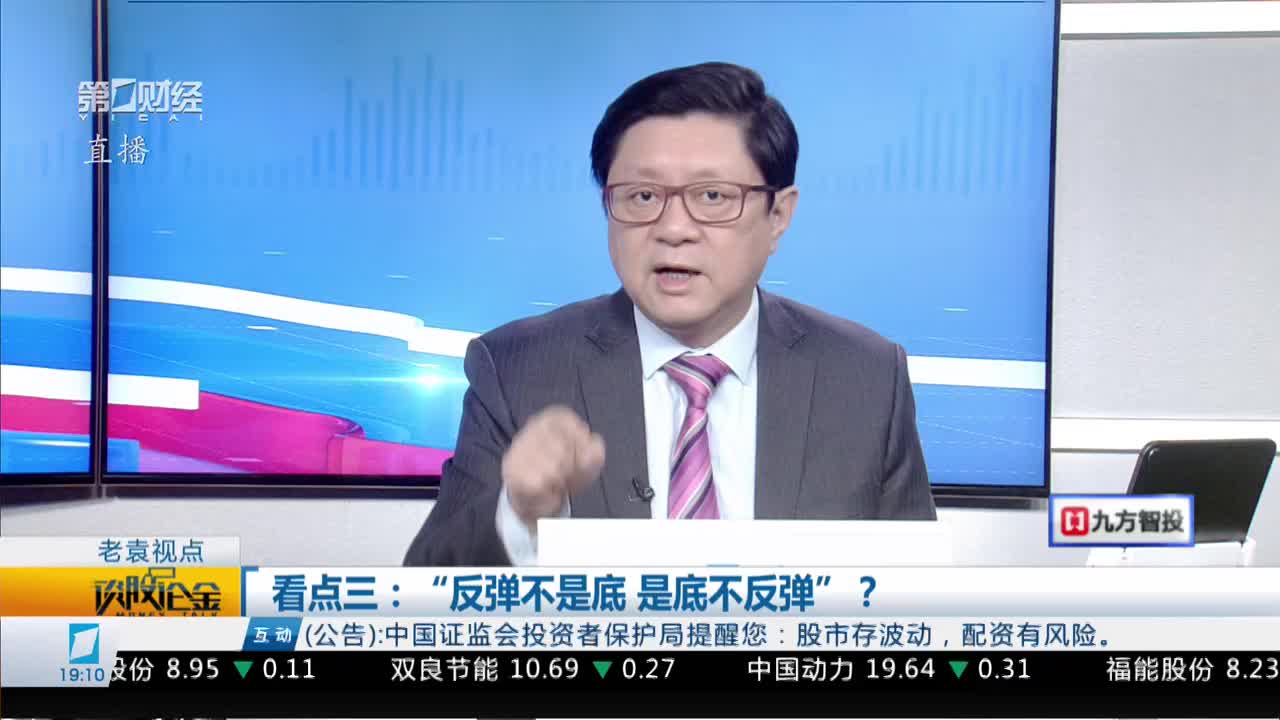 第一财经
YICAI
直播
九方智投
老袁视点
谈股论金
MONEY TALK
看点三：“反弹不是底 是底不反弹”？
互动 (公告):中国证监会投资者保护局提醒您：股市存波动，配资有风险。
19:10 股份 8.95 ▼ 0.11 双良节能 10.69 ▼ 0.27 中国动力 19.64 ▼ 0.31 福能股份 8.23